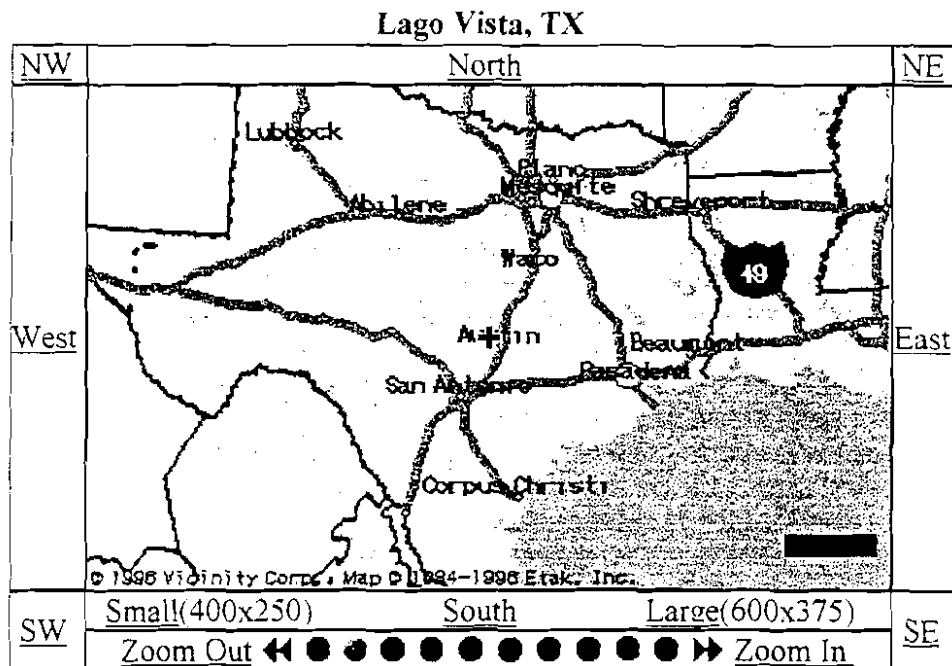 Lago Vista, TX
NW North NE
Lubbock
Plano
Mesquite
Abilene Shreveport
Waco
49
West Austin Beaumont East
Pasadena
San Antonio
Corpus Christi
© 1996 Vicinity Corp., Map © 1984-1996 Etak, Inc.
Small(400x250) South Large(600x375)
SW SE
Zoom Out Zoom In